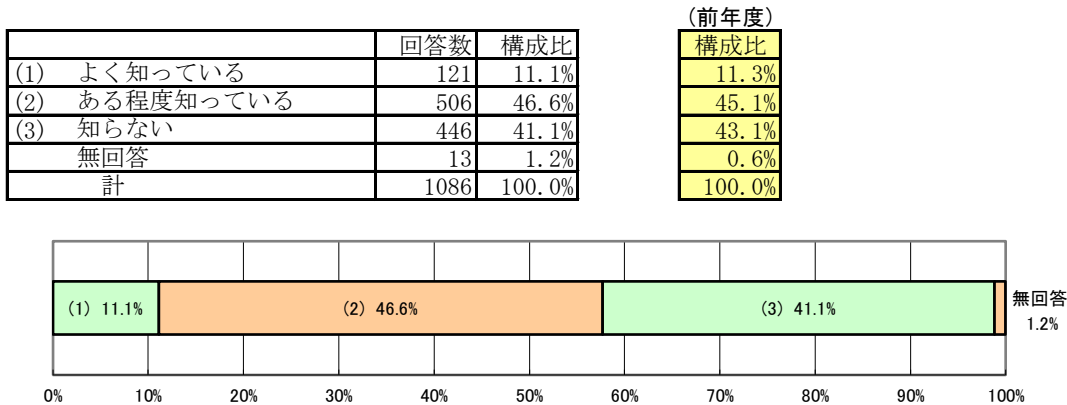 (前年度)
回答数 構成比 構成比
(1) よく知っている 121 11.1% 11.3%
(2) ある程度知っている 506 46.6% 45.1%
(3) 知らない 446 41.1% 43.1%
無回答 13 1.2% 0.6%
計 1086 100.0% 100.0%
(1) 11.1% (2) 46.6% (3) 41.1% 無回答
1.2%
0% 10% 20% 30% 40% 50% 60% 70% 80% 90% 100%